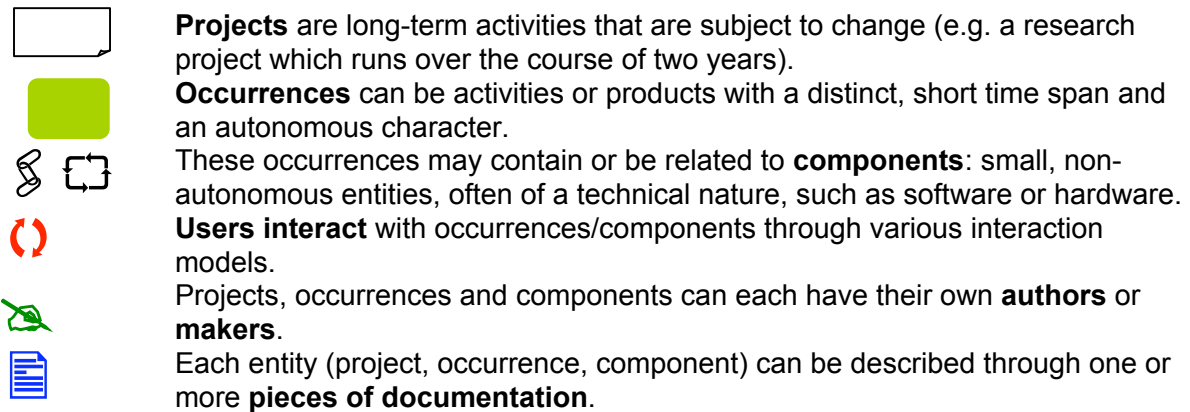 Projects are long-term activities that are subject to change (e.g. a research
project which runs over the course of two years).
Occurrences can be activities or products with a distinct, short time span and
an autonomous character.
These occurrences may contain or be related to components: small, non-
autonomous entities, often of a technical nature, such as software or hardware.
Users interact with occurrences/components through various interaction
models.
Projects, occurrences and components can each have their own authors or
makers.
Each entity (project, occurrence, component) can be described through one or
more pieces of documentation.